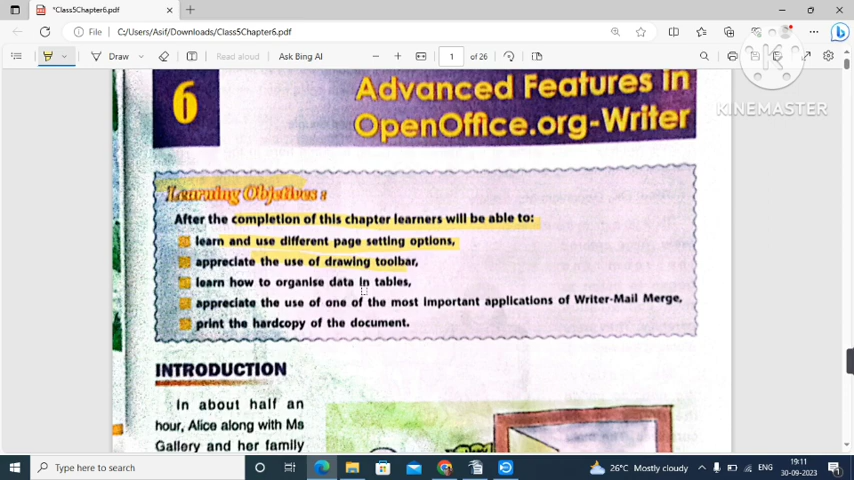 *Class5Chapter6.pdf
File
C:/Users/Asif/Downloads/Class5Chapter6.pdf
Draw
Read aloud
Ask Bing AI
1
of 26
KINEMASTER
6
Advanced Features in
OpenOffice.org-Writer
Learning Objetives :
After the completion of this chapter learners will be able to:
learn and use different page setting options,
appreciate the use of drawing toolbar,
learn how to organise data in tables,
appreciate the use of one of the most important applications of Writer-Mail Merge,
print the hardcopy of the document.
INTRODUCTION
In about half an
hour, Alice along with Ms
Gallery and her family
Type here to search
26°C Mostly cloudy
ENG
19:11
30-09-2023